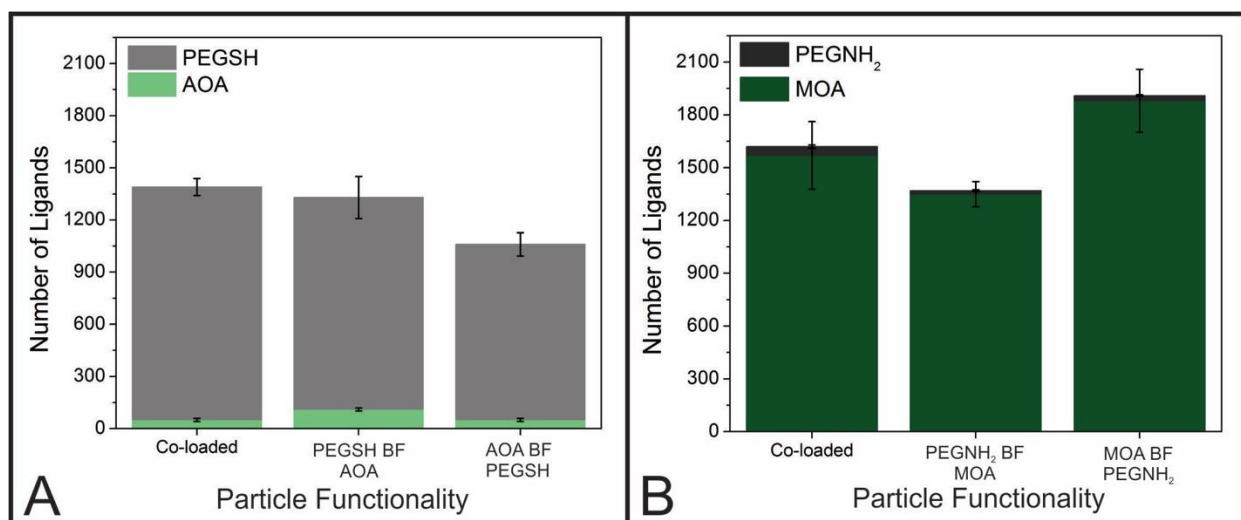 PEGSH
AOA
2100
1800
1500
1200
900
600
300
0
Number of Ligands
Co-loaded
PEGSH BF
AOA
AOA BF
PEGSH
Particle Functionality
A
PEGNH₂
MOA
2100
1800
1500
1200
900
600
300
0
Number of Ligands
Co-loaded
PEGNH₂ BF
MOA
MOA BF
PEGNH₂
Particle Functionality
B